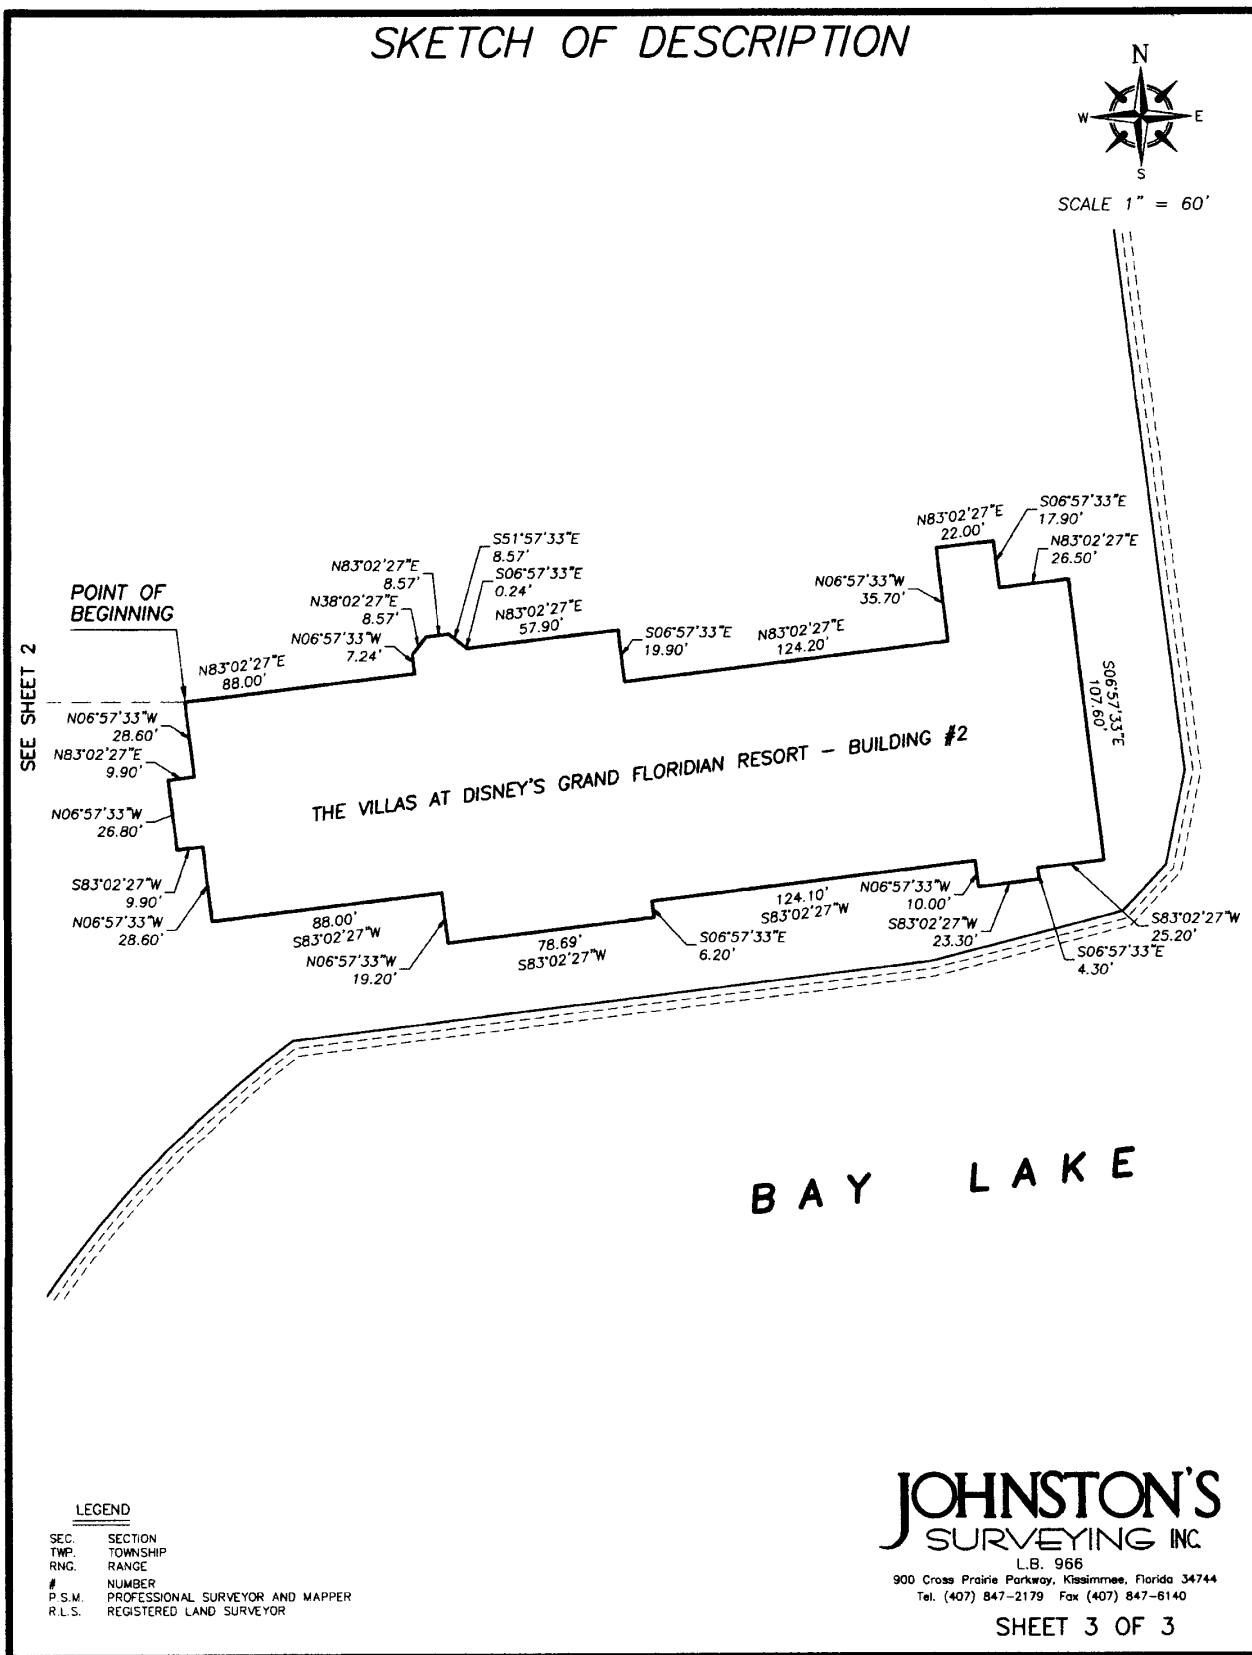 SKETCH OF DESCRIPTION
N
W
E
S
SCALE 1" = 60'
S06°57'33"E
17.90'
N83°02'27"E
22.00'
N83°02'27"E
26.50'
S51°57'33"E
8.57'
N83°02'27"E
8.57'
S06°57'33"E
0.24'
N06°57'33"W
35.70'
POINT OF
BEGINNING
N38°02'27"E
8.57'
N83°02'27"E
57.90'
S06°57'33"E
19.90'
N83°02'27"E
124.20'
N06°57'33"W
7.24'
N83°02'27"E
88.00'
SEE SHEET 2
S06°57'33"E
107.60'
N06°57'33"W
28.60'
N83°02'27"E
9.90'
THE VILLAS AT DISNEY'S GRAND FLORIDIAN RESORT - BUILDING #2
N06°57'33"W
26.80'
S83°02'27"W
9.90'
N06°57'33"W
28.60'
88.00'
S83°02'27"W
N06°57'33"W
19.20'
78.69'
S83°02'27"W
S06°57'33"E
6.20'
124.10'
S83°02'27"W
N06°57'33"W
10.00'
S83°02'27"W
23.30'
S06°57'33"E
4.30'
S83°02'27"W
25.20'
BAY LAKE
LEGEND
SEC. SECTION
TWP. TOWNSHIP
RNG. RANGE
# NUMBER
P.S.M. PROFESSIONAL SURVEYOR AND MAPPER
R.L.S. REGISTERED LAND SURVEYOR
JOHNSTON'S
SURVEYING INC.
L.B. 966
900 Cross Prairie Parkway, Kissimmee, Florida 34744
Tel. (407) 847-2179 Fax (407) 847-6140
SHEET 3 OF 3